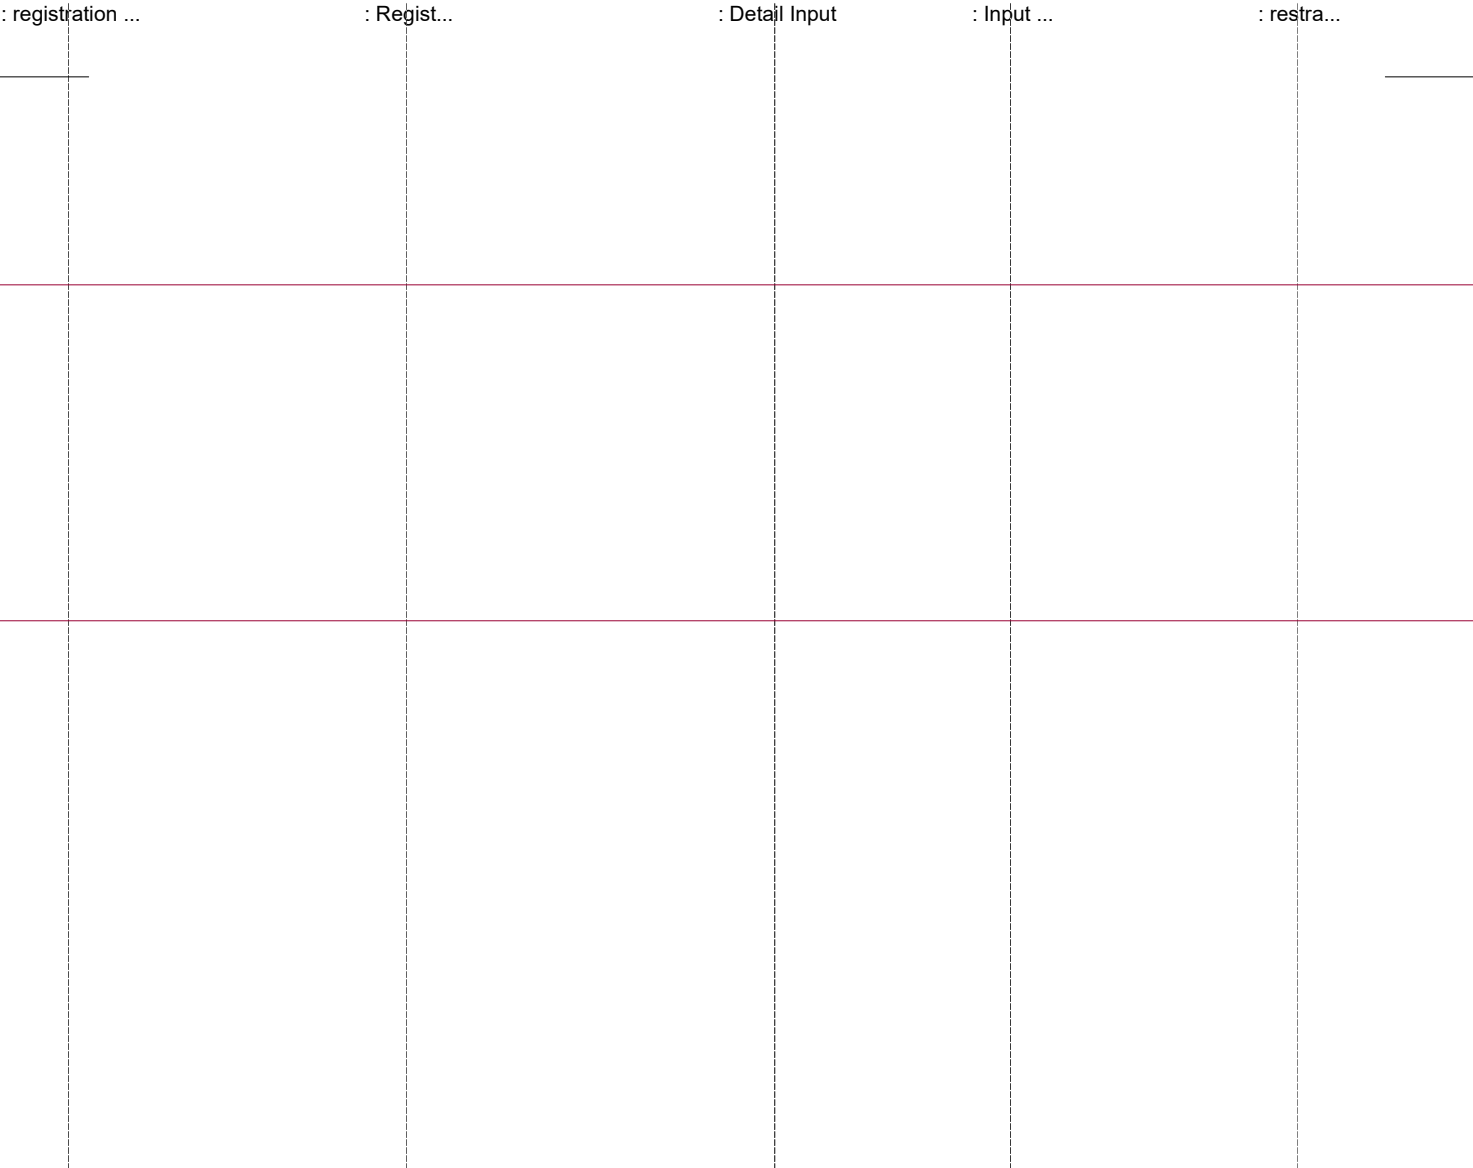 : registration ...
: Regist...
: Detail Input
: Input ...
: restra...